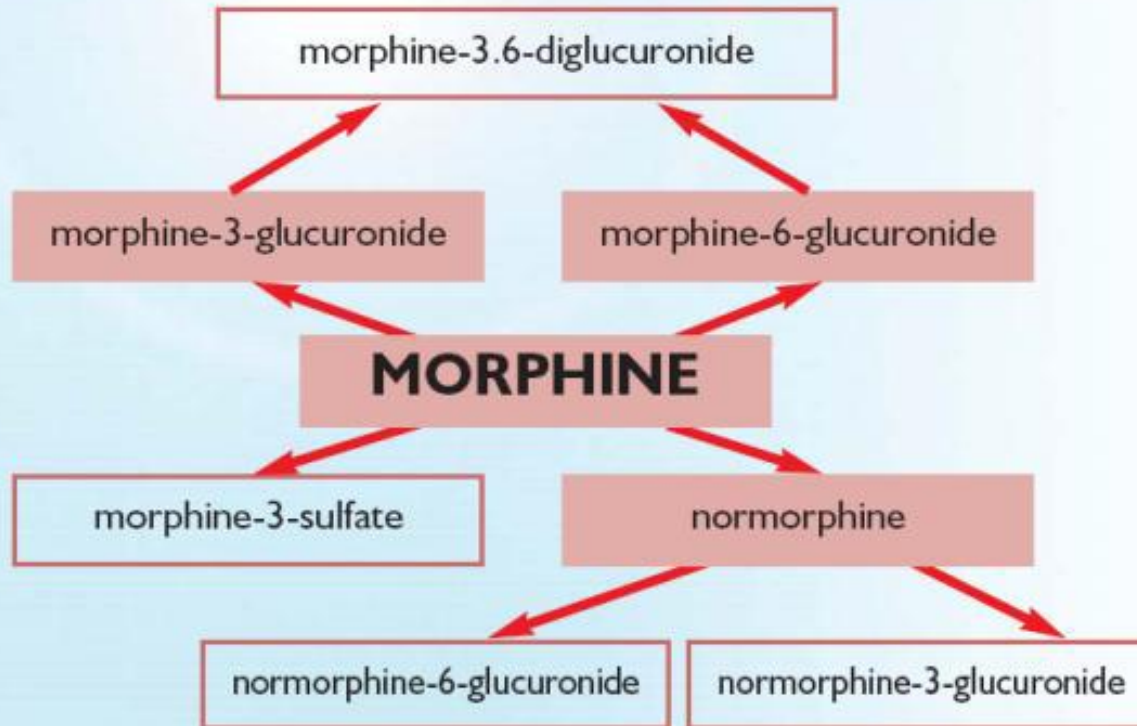 morphine-3.6-diglucuronide
morphine-3-glucuronide
morphine-6-glucuronide
MORPHINE
morphine-3-sulfate
normorphine
normorphine-6-glucuronide
normorphine-3-glucuronide